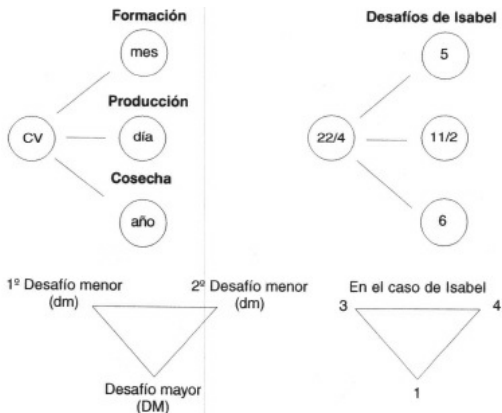 Formación
mes
Producción
CV
día
Cosecha
año
Desafíos de Isabel
5
22/4
11/2
6
1º Desafío menor
(dm)
2º Desafío menor
(dm)
Desafío mayor
(DM)
En el caso de Isabel
3
4
1